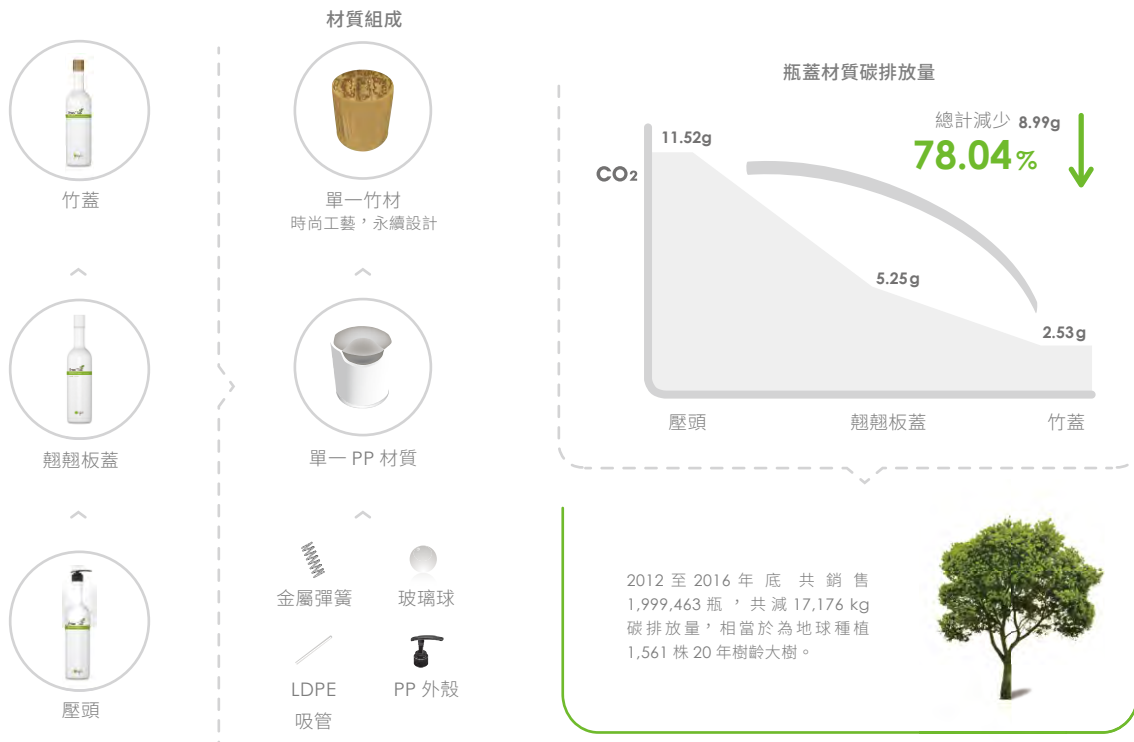 材質組成
竹蓋
單一竹材
時尚工藝，永續設計
翹翹板蓋
單一 PP 材質
壓頭
金屬彈簧
玻璃球
LDPE
吸管
PP 外殼
瓶蓋材質碳排放量
總計減少 8.99g
78.04%
CO2
11.52g
5.25g
2.53g
壓頭
翹翹板蓋
竹蓋
2012 至 2016 年 底 共 銷 售
1,999,463 瓶 ，共減 17,176 kg
碳排放量，相當於為地球種植
1,561 株 20 年樹齡大樹。